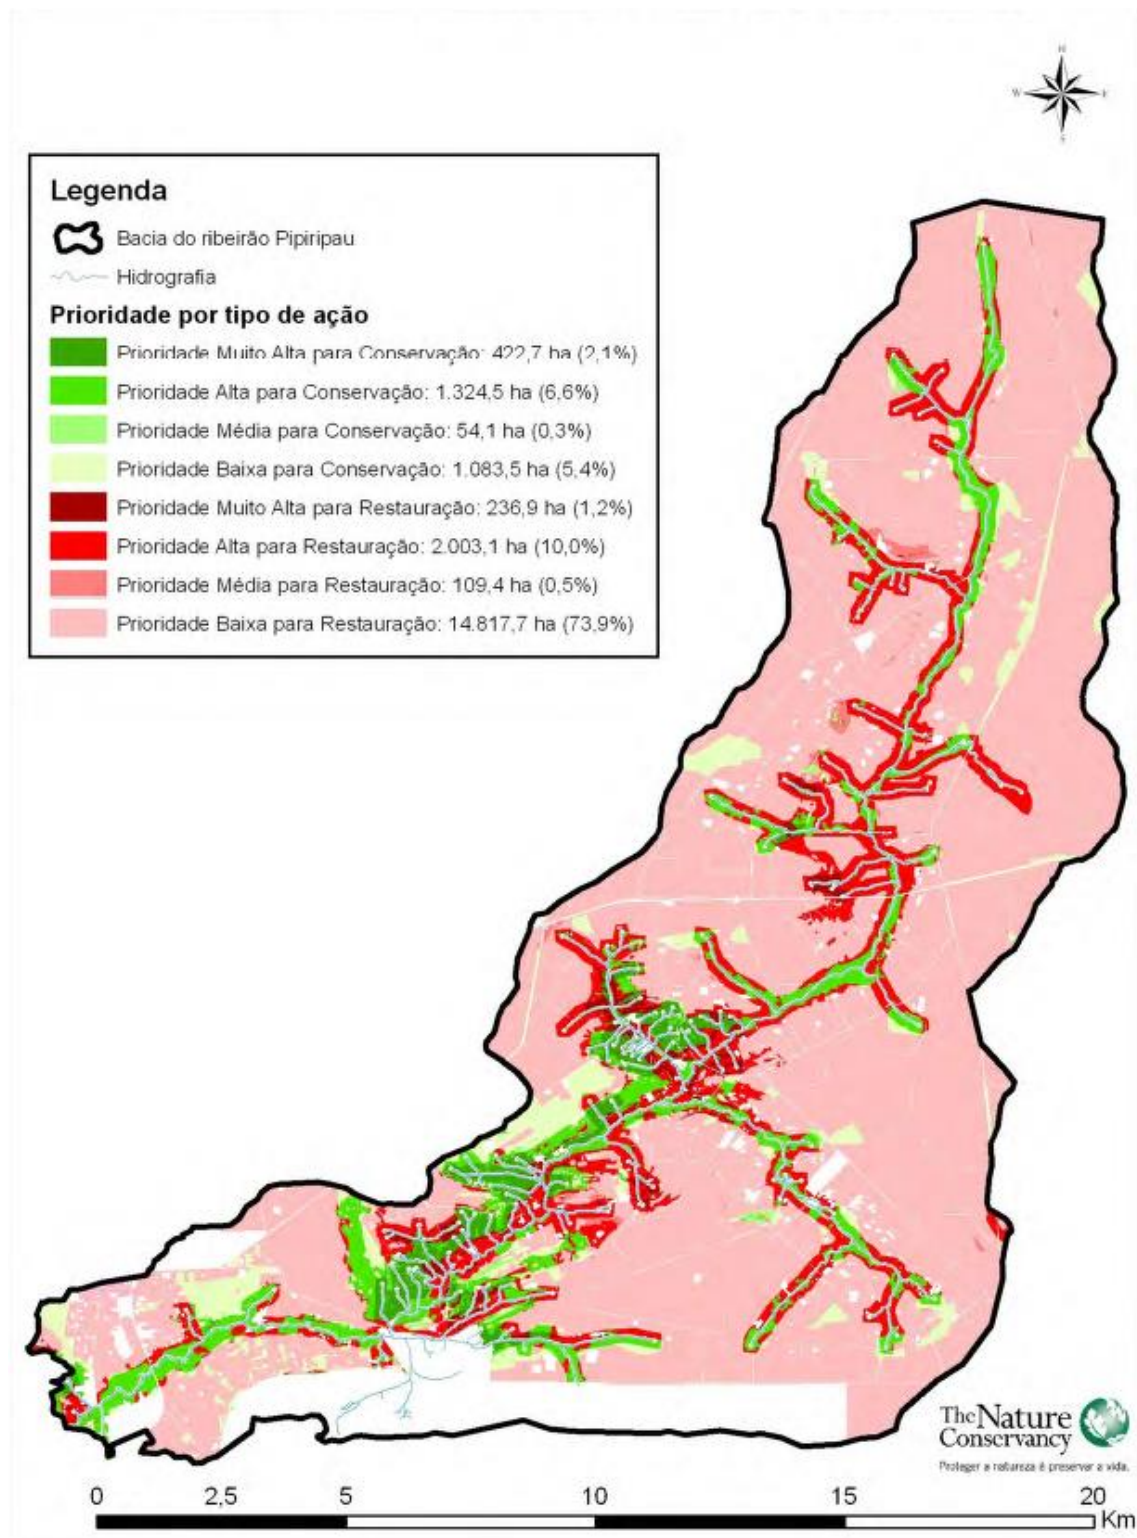 N
W E
S
Legenda
Bacia do ribeirão Pipiripau
Hidrografia
Prioridade por tipo de ação
Prioridade Muito Alta para Conservação: 422,7 ha (2,1%)
Prioridade Alta para Conservação: 1.324,5 ha (6,6%)
Prioridade Média para Conservação: 54,1 ha (0,3%)
Prioridade Baixa para Conservação: 1.083,5 ha (5,4%)
Prioridade Muito Alta para Restauração: 236,9 ha (1,2%)
Prioridade Alta para Restauração: 2.003,1 ha (10,0%)
Prioridade Média para Restauração: 109,4 ha (0,5%)
Prioridade Baixa para Restauração: 14.817,7 ha (73,9%)
The Nature
Conservancy
Proteger a natureza é preservar a vida.
0 2,5 5 10 15 20
Km